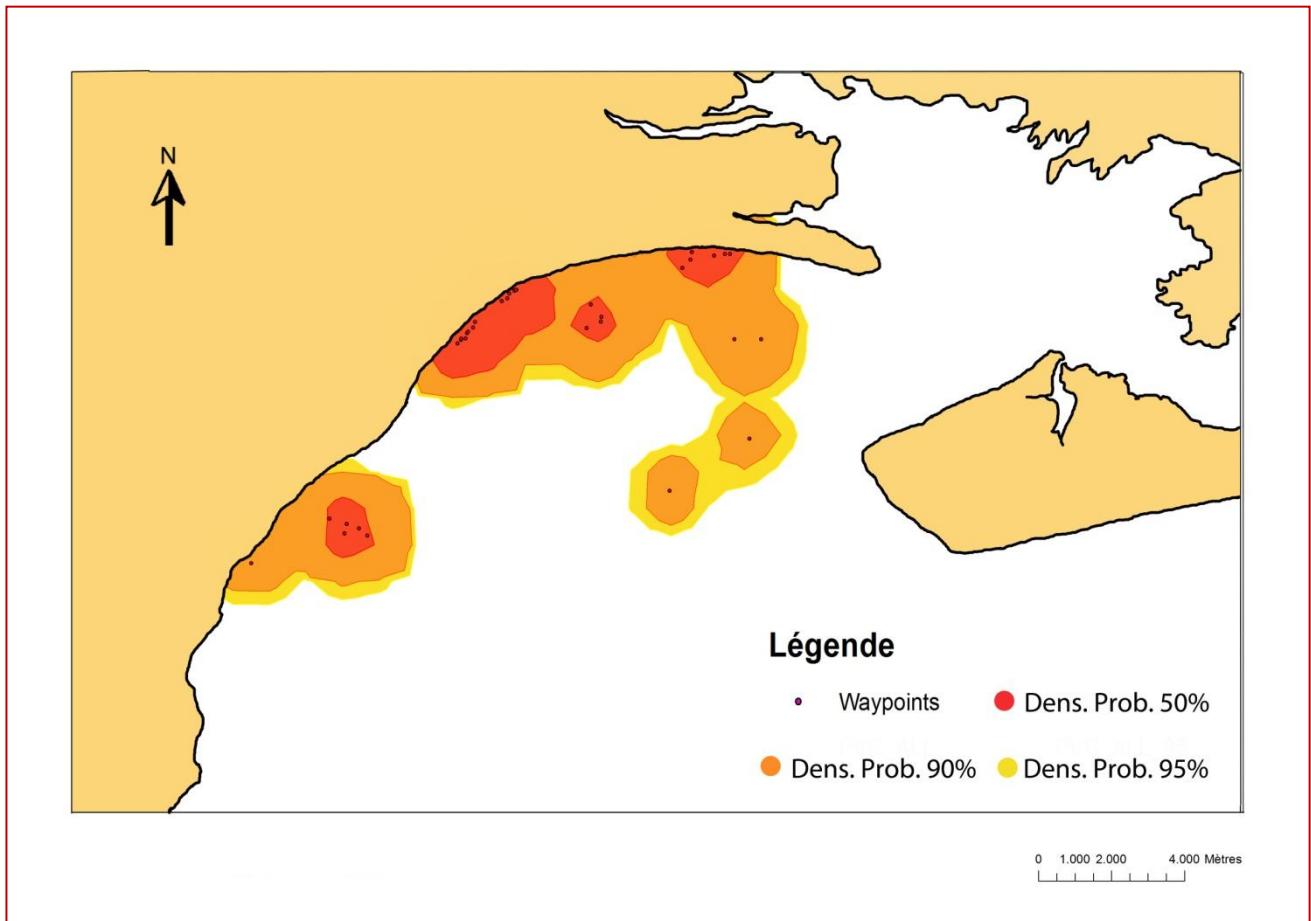 N
Légende
Waypoints
Dens. Prob. 50%
Dens. Prob. 90%
Dens. Prob. 95%
0 1.000 2.000 4.000 Mètres